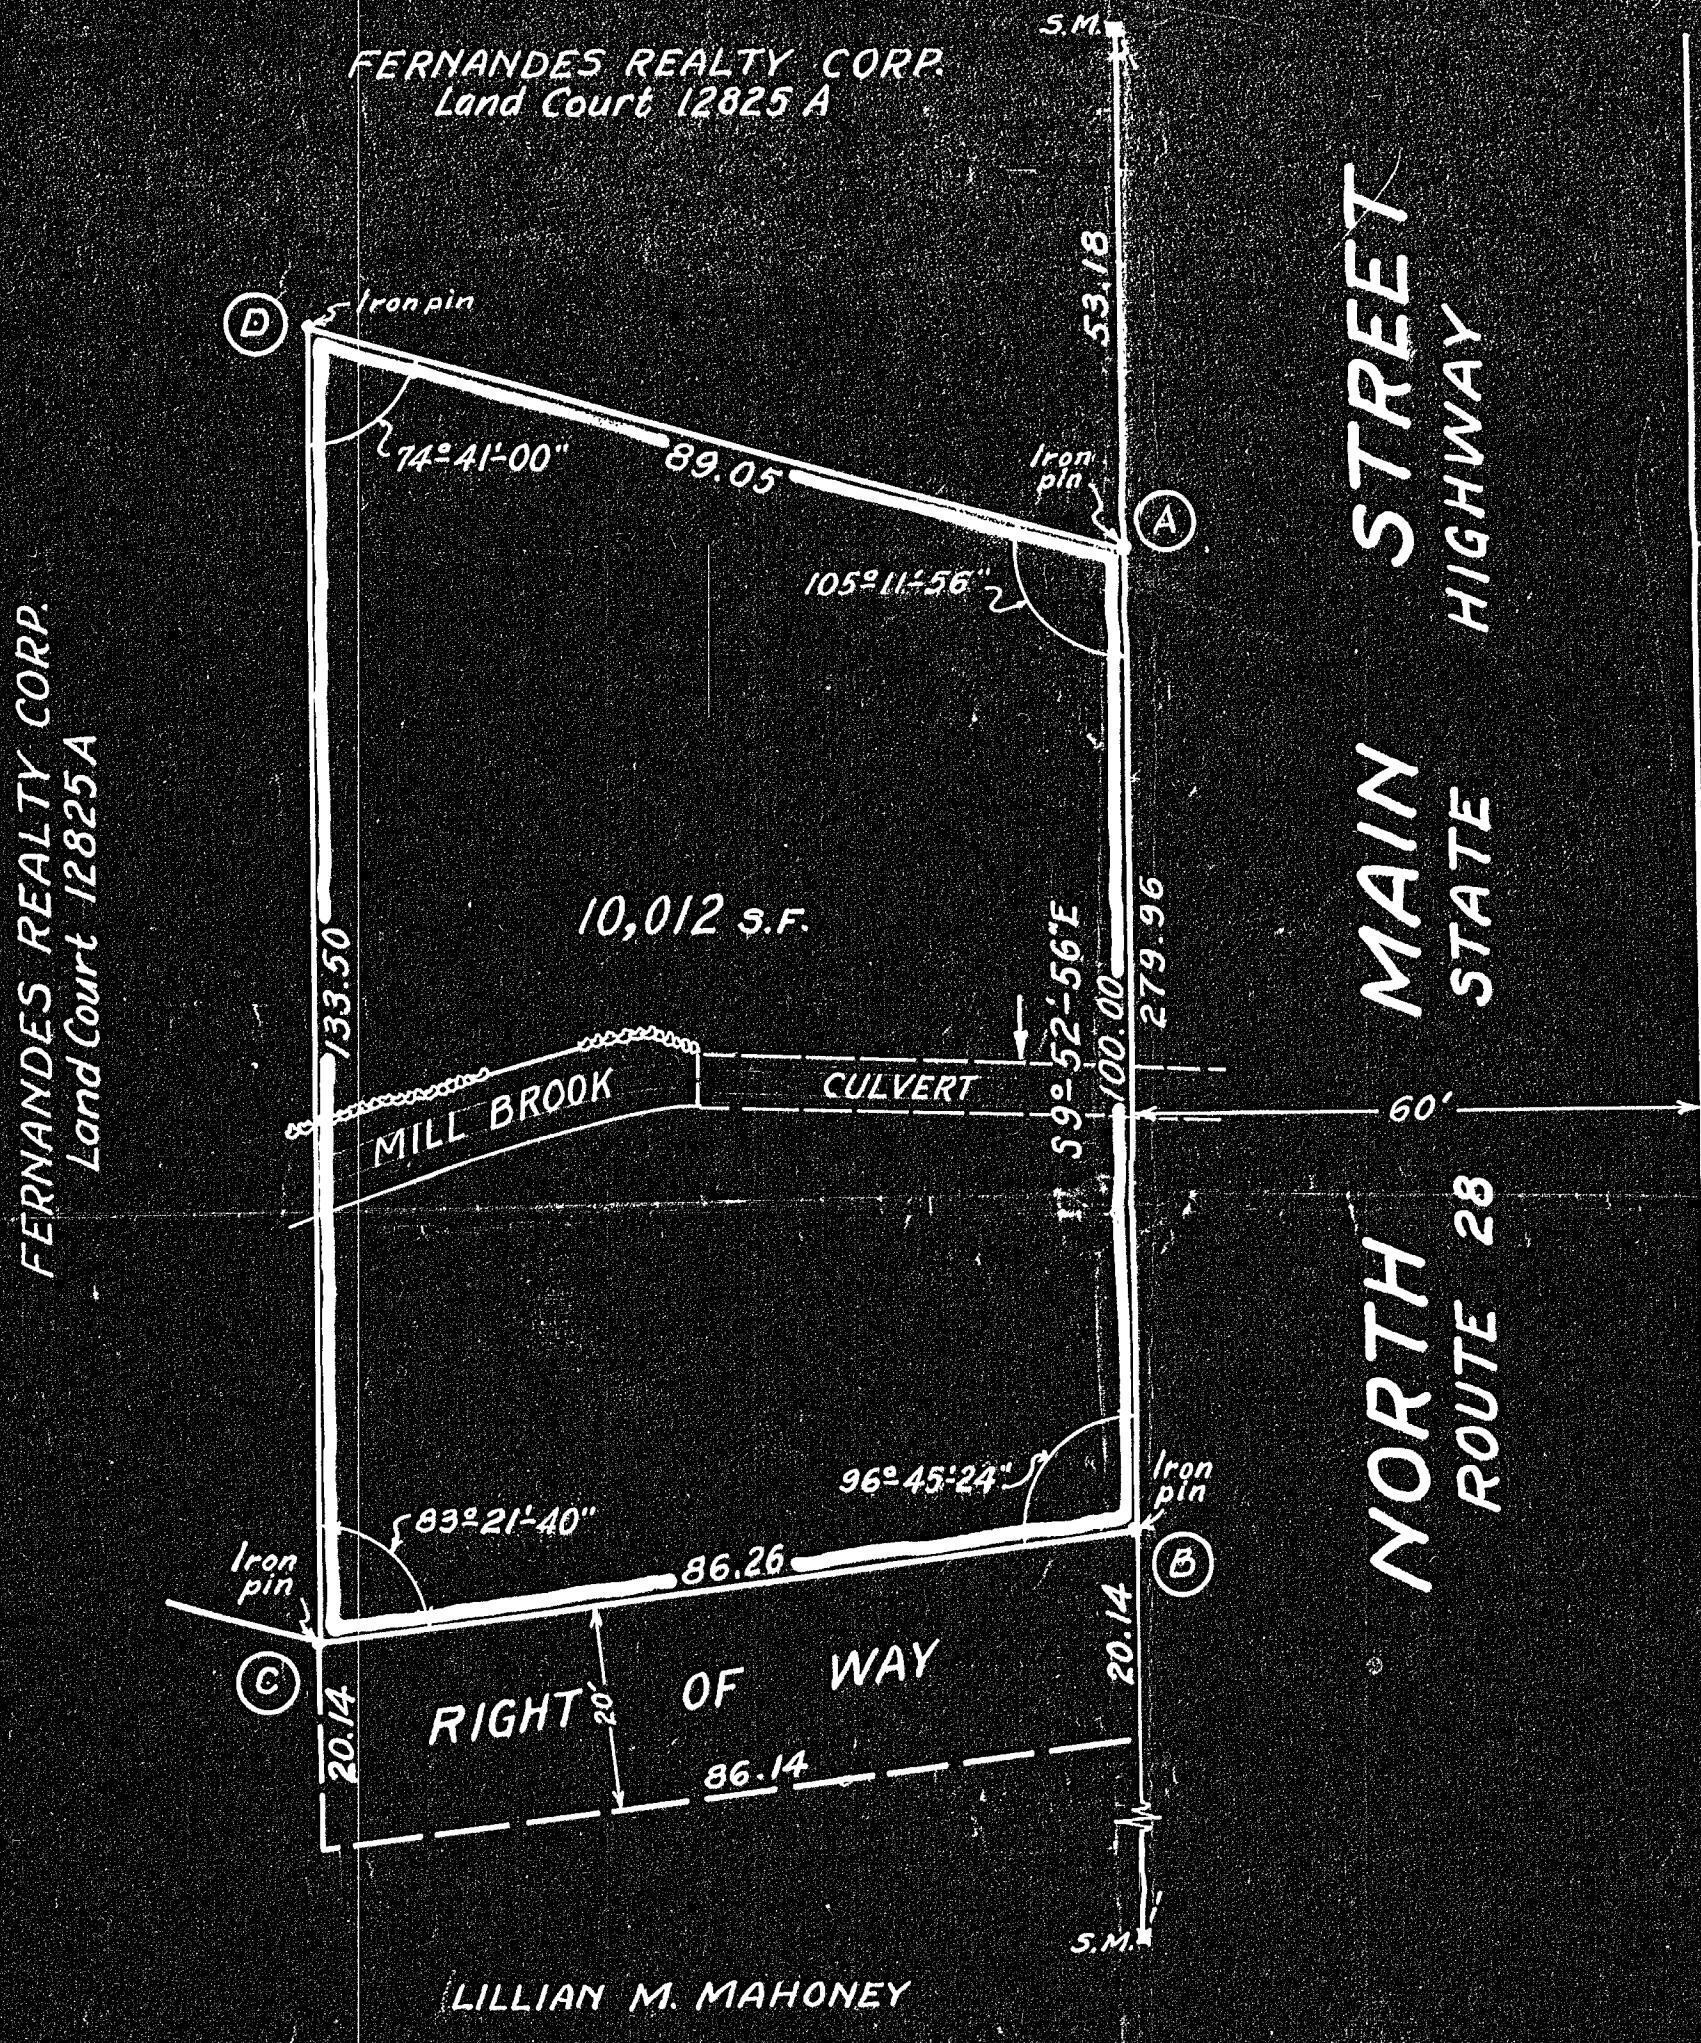 S.M.
FERNANDES REALTY CORP.
Land Court 12825 A
53.18
D
Iron pin
74°-41'-00"
89.05
Iron
pin
A
105°-11'-56"
FERNANDES REALTY CORP.
Land Court 12825 A
133.50
10,012 S.F.
S9°-52'-56"E
100.00
279.96
MILL BROOK
CULVERT
60'
NORTH MAIN STREET
ROUTE 28 STATE HIGHWAY
96°-45'-24"
Iron
pin
B
83°-21'-40"
86.26
Iron
pin
C
20.14
20.14
RIGHT OF WAY
20'
86.14
S.M.
LILLIAN M. MAHONEY